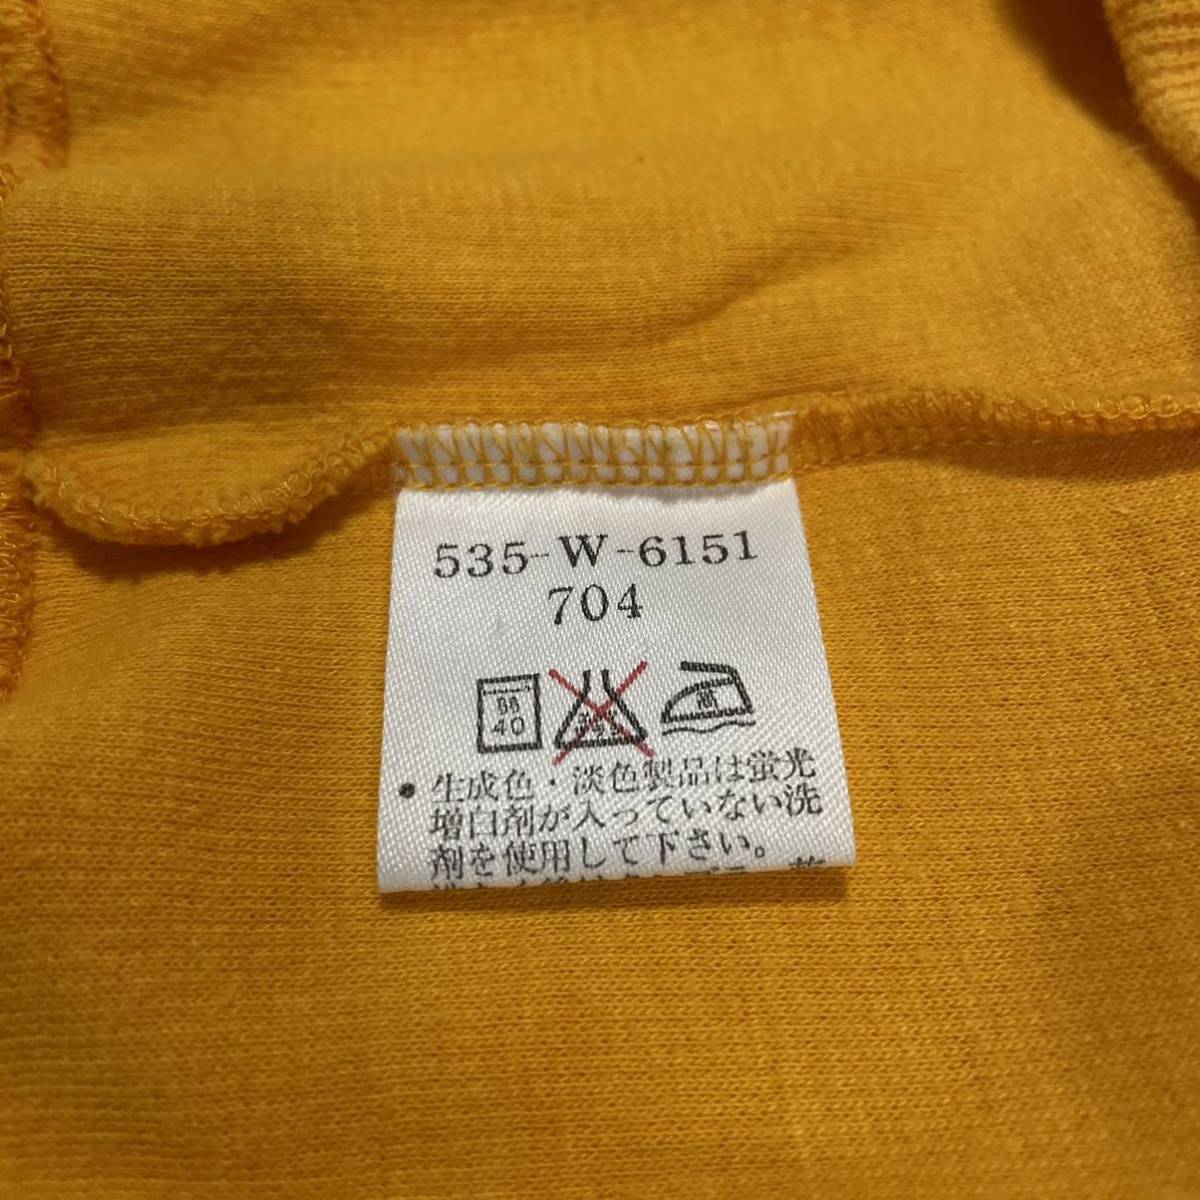 535-W-6151
704
40
高
・生成色・淡色製品は蛍光
増白剤が入っていない洗
剤を使用して下さい。